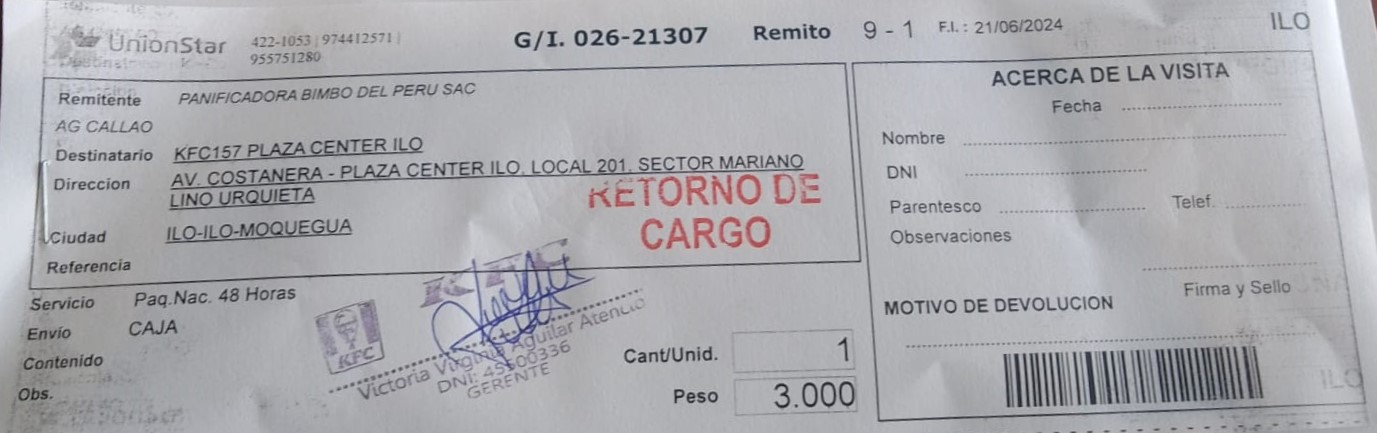 UnionStar 422-1053 | 974412571 |
955751280
G/I. 026-21307 Remito 9 - 1 F.I. : 21/06/2024 ILO
Remitente PANIFICADORA BIMBO DEL PERU SAC
AG CALLAO
Destinatario KFC157 PLAZA CENTER ILO
Direccion AV. COSTANERA - PLAZA CENTER ILO. LOCAL 201. SECTOR MARIANO
LINO URQUIETA
Ciudad ILO-ILO-MOQUEGUA
Referencia
RETORNO DE
CARGO
Servicio Paq.Nac. 48 Horas
Envio CAJA
Contenido
Obs.
KFC
KFC
Victoria Virginia Aguilar Atencio
DNI: 45500336
GERENTE
Cant/Unid. 1
Peso 3.000
ACERCA DE LA VISITA
Fecha
Nombre
DNI
Parentesco Telef.
Observaciones
Firma y Sello
MOTIVO DE DEVOLUCION
ILO